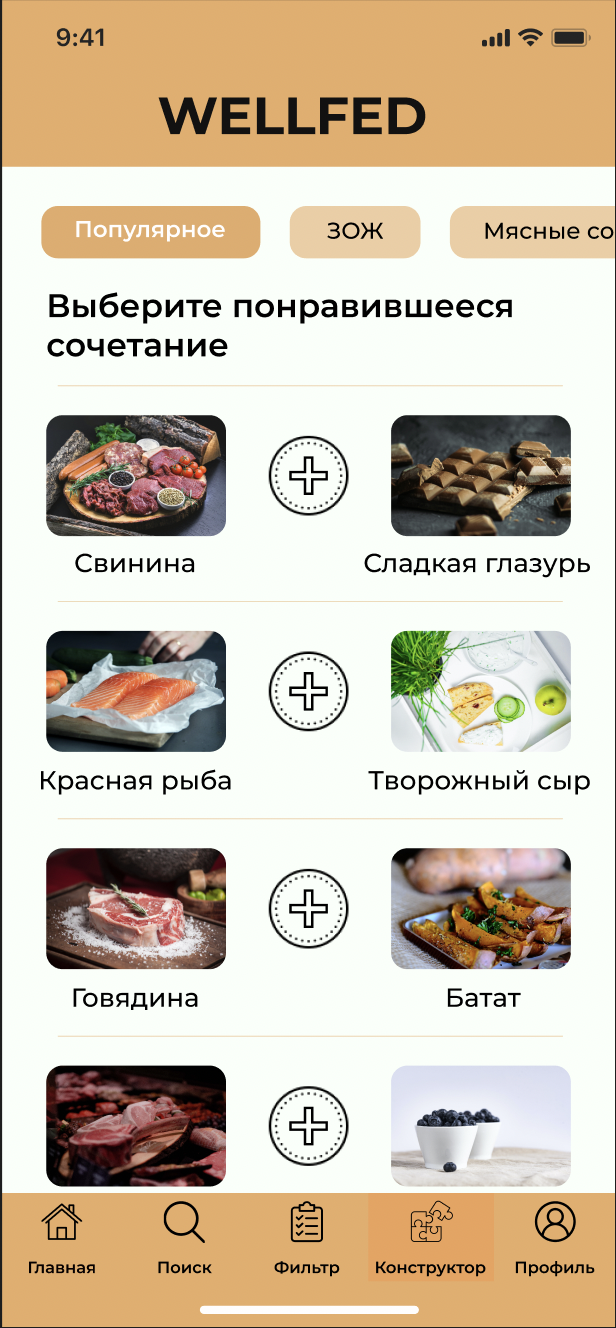 9:41
WELLFED
Популярное
ЗОЖ
Мясные со
Выберите понравившееся
сочетание
Свинина
Сладкая глазурь
Красная рыба
Творожный сыр
Говядина
Батат
Главная
Поиск
Фильтр
Конструктор
Профиль